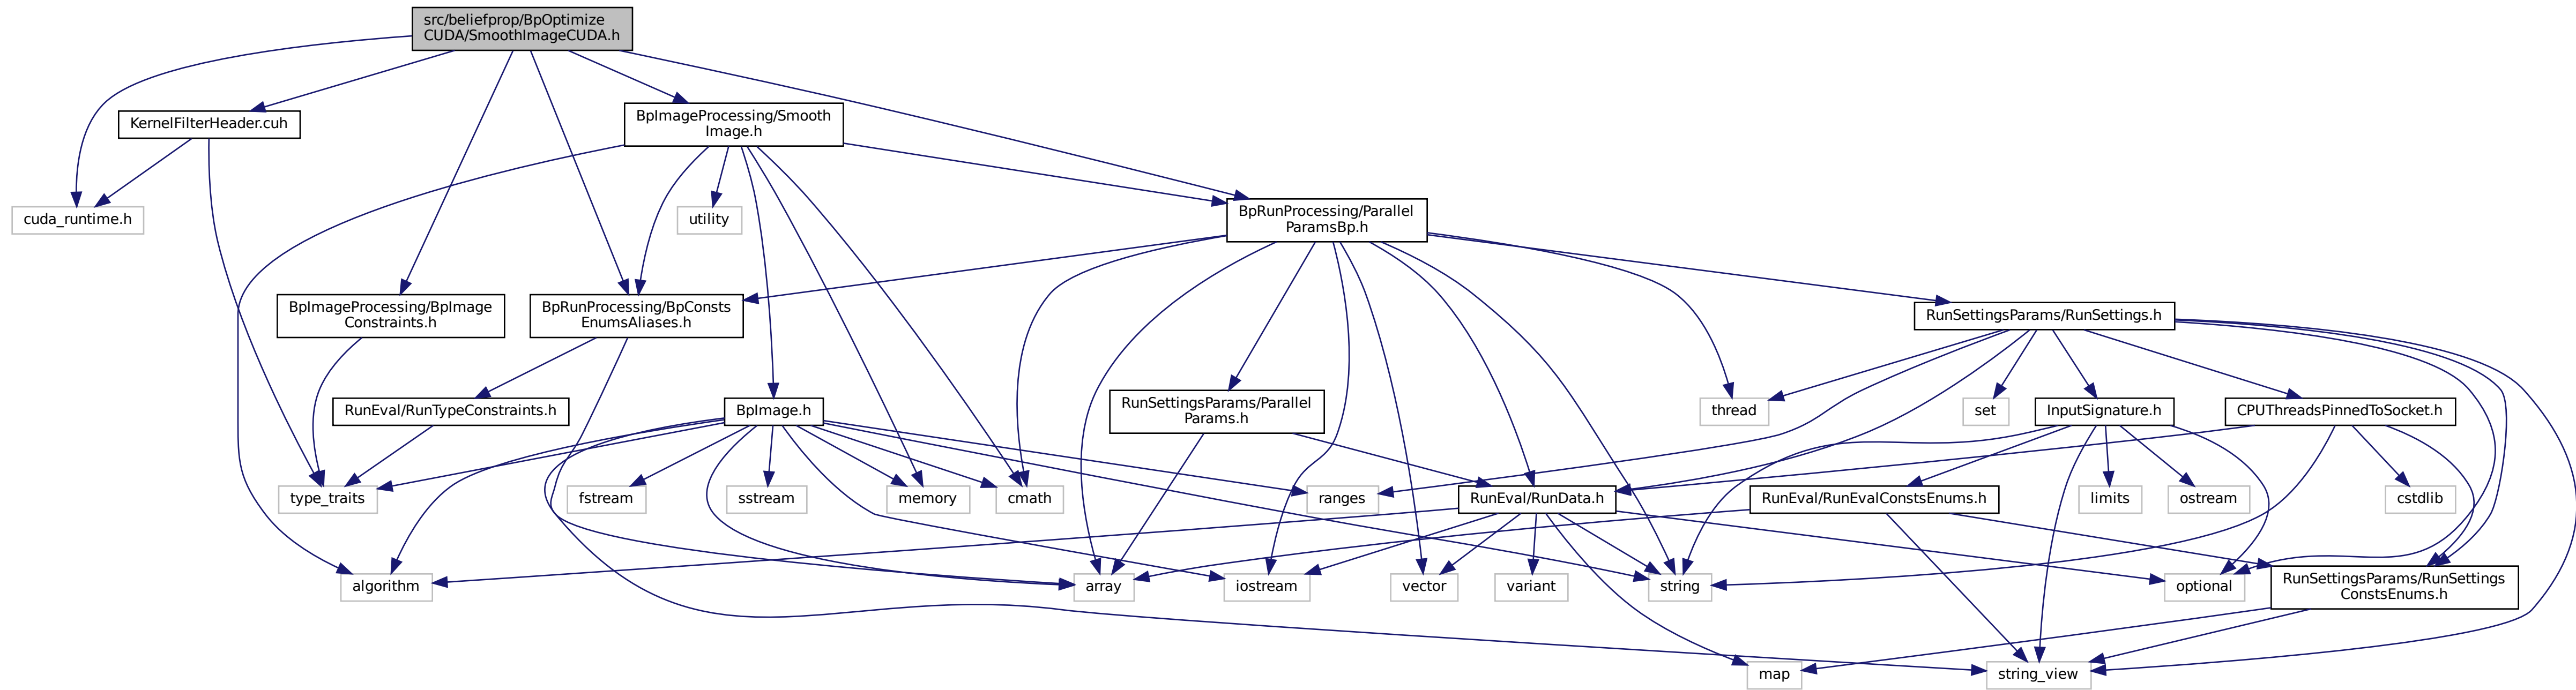 src/beliefprop/BpOptimize
CUDA/SmoothImageCUDA.h
KernelFilterHeader.cuh
BpImageProcessing/Smooth
Image.h
cuda_runtime.h
utility
BpRunProcessing/Parallel
ParamsBp.h
BpImageProcessing/BpImage
Constraints.h
BpRunProcessing/BpConsts
EnumsAliases.h
RunSettingsParams/RunSettings.h
RunEval/RunTypeConstraints.h
BpImage.h
RunSettingsParams/Parallel
Params.h
thread
set
InputSignature.h
CPUThreadsPinnedToSocket.h
type_traits
fstream
sstream
memory
cmath
ranges
RunEval/RunData.h
RunEval/RunEvalConstsEnums.h
limits
ostream
cstdlib
algorithm
array
iostream
vector
variant
string
optional
RunSettingsParams/RunSettings
ConstsEnums.h
map
string_view